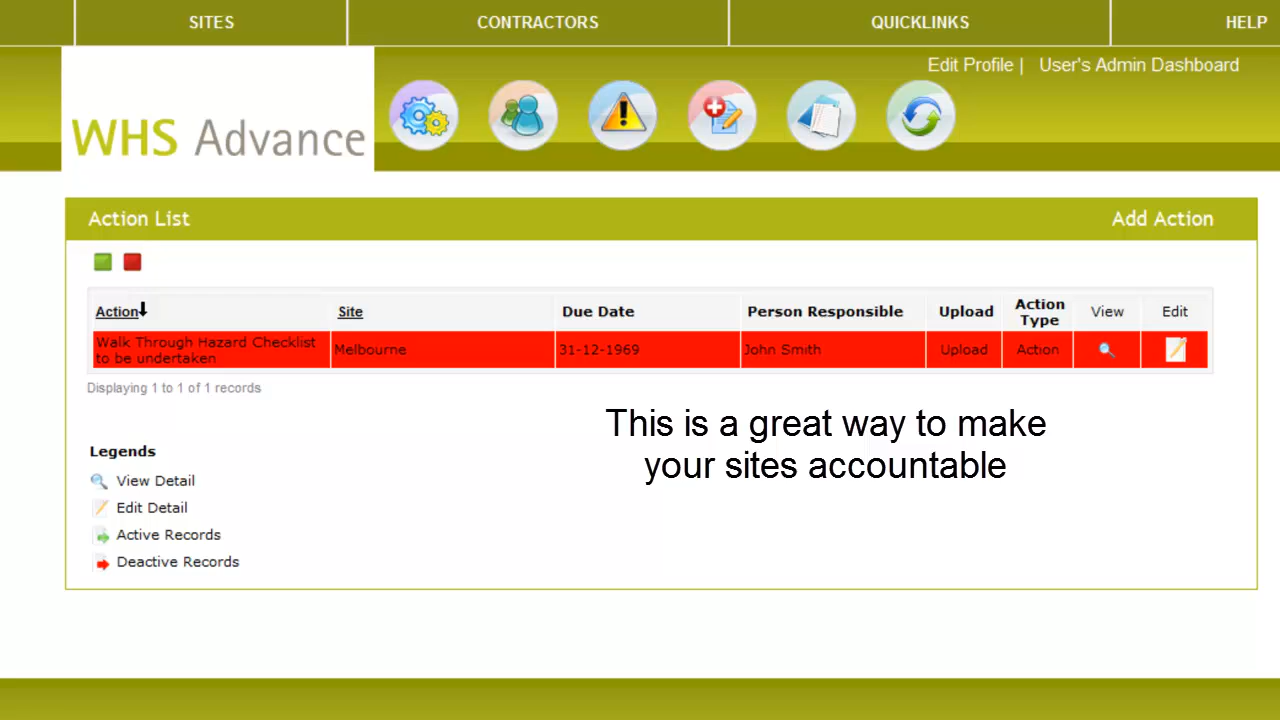 SITES CONTRACTORS QUICKLINKS HELP
Edit Profile | User's Admin Dashboard
WHS Advance
Action List Add Action
Action Site Due Date Person Responsible Upload Action Type View Edit
Walk Through Hazard Checklist
to be undertaken
Melbourne 31-12-1969 John Smith Upload Action
Displaying 1 to 1 of 1 records
This is a great way to make
your sites accountable
Legends
View Detail
Edit Detail
Active Records
Deactive Records